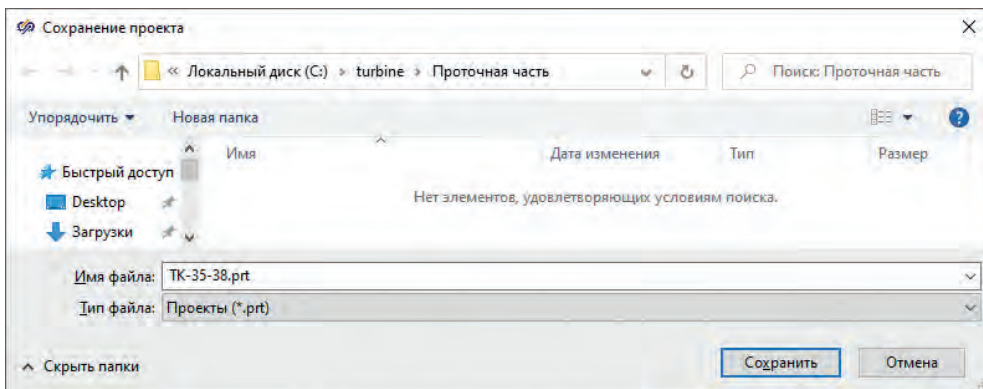 Сохранение проекта
« Локальный диск (C:) › turbine › Проточная часть
Поиск: Проточная часть
Упорядочить Новая папка
Имя Дата изменения Тип Размер
Быстрый доступ
Нет элементов, удовлетворяющих условиям поиска.
Desktop
Загрузки
Имя файла: ТК-35-38.prt
Тип файла: Проекты (*.prt)
Скрыть папки Сохранить Отмена